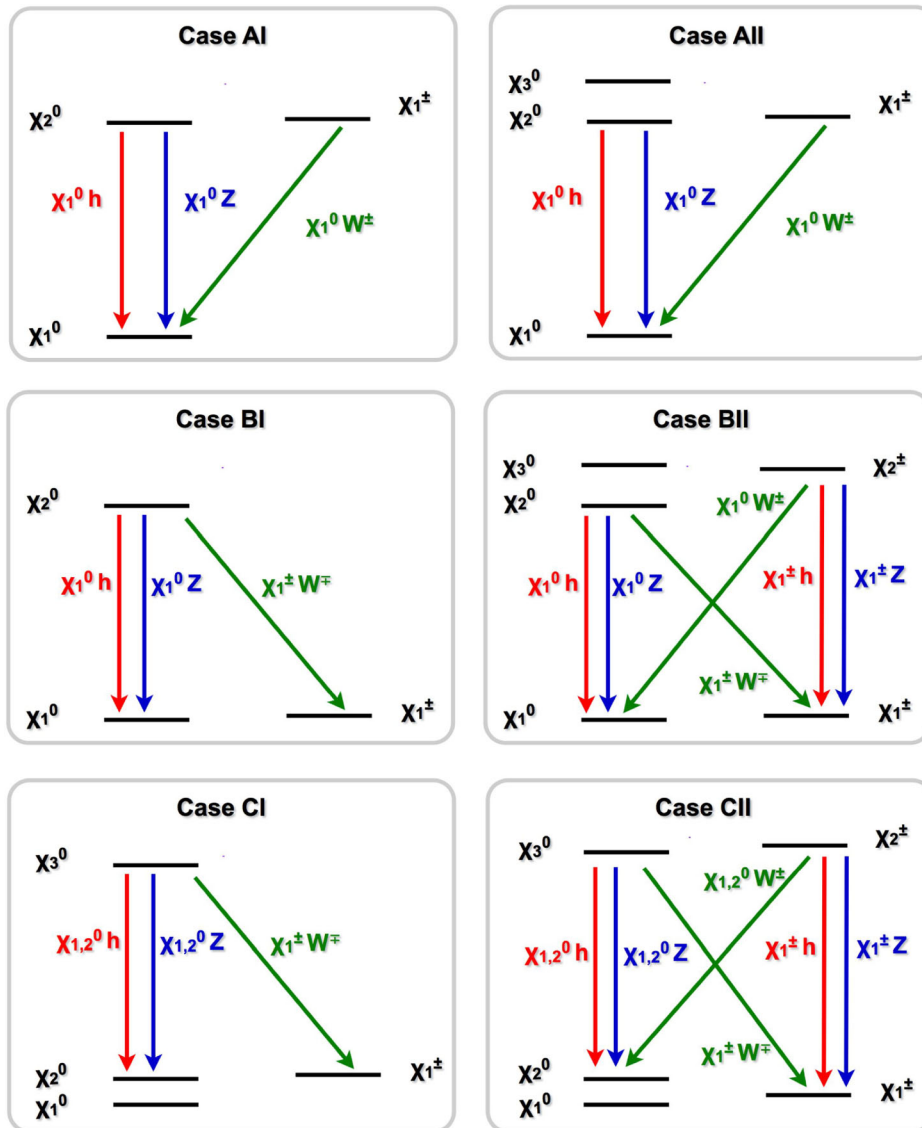 Case AI
χ₁±
χ₂⁰
χ₁⁰ h
χ₁⁰ Z
χ₁⁰ W±
χ₁⁰
Case AII
χ₃⁰
χ₁±
χ₂⁰
χ₁⁰ h
χ₁⁰ Z
χ₁⁰ W±
χ₁⁰
Case BI
χ₂⁰
χ₁⁰ h
χ₁⁰ Z
χ₁± W∓
χ₁⁰
χ₁±
Case BII
χ₃⁰
χ₂±
χ₂⁰
χ₁⁰ W±
χ₁⁰ h
χ₁⁰ Z
χ₁± h
χ₁± Z
χ₁± W∓
χ₁⁰
χ₁±
Case CI
χ₃⁰
χ₁,₂⁰ h
χ₁,₂⁰ Z
χ₁± W∓
χ₂⁰
χ₁±
χ₁⁰
Case CII
χ₂±
χ₃⁰
χ₁,₂⁰ W±
χ₁,₂⁰ h
χ₁,₂⁰ Z
χ₁± h
χ₁± Z
χ₁± W∓
χ₂⁰
χ₁⁰
χ₁±